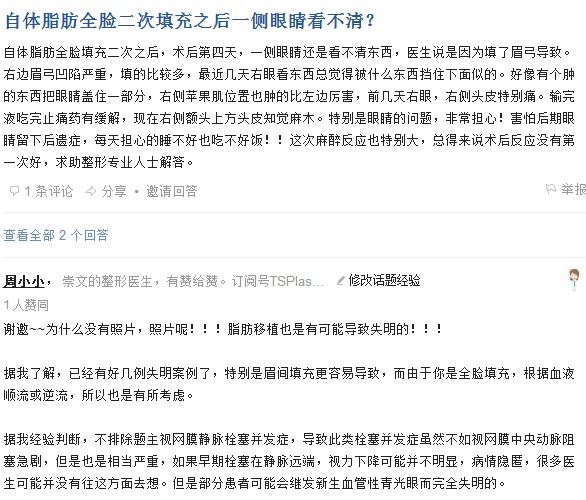 自体脂肪全脸二次填充之后一侧眼睛看不清？
自体脂肪全脸填充二次之后，术后第四天，一侧眼睛还是看不清东西，医生说是因为填了眉弓导致。
右边眉弓凹陷严重，填的比较多，最近几天右眼看东西总觉得被什么东西挡住下面似的。好像有个肿
的东西把眼睛盖住一部分，右侧苹果肌位置也肿的比左边厉害，前几天右眼，右侧头皮特别痛。输完
液吃完止痛药有缓解，现在右侧额头上方头皮知觉麻木。特别是眼睛的问题，非常担心！害怕后期眼
睛留下后遗症，每天担心的睡不好也吃不好饭！！这次麻醉反应也特别大，总得来说术后反应没有第
一次好，求助整形专业人士解答。
1 条评论 分享 • 邀请回答 举报
查看全部 2 个回答
周小小，崇文的整形医生，有赞给赞。订阅号TSPlas... 修改话题经验
1人赞同
谢邀~~为什么没有照片，照片呢！！！脂肪移植也是有可能导致失明的！！！
据我了解，已经有好几例失明案例了，特别是眉间填充更容易导致，而由于你是全脸填充，根据血液
顺流或逆流，所以也是有所考虑。
据我经验判断，不排除题主视网膜静脉栓塞并发症，导致此类栓塞并发症虽然不如视网膜中央动脉阻
塞急剧，但是也是相当严重，如果早期栓塞在静脉远端，视力下降可能并不明显，病情隐匿，很多医
生可能并没有往这方面去想。但是部分患者可能会继发新生血管性青光眼而完全失明的。